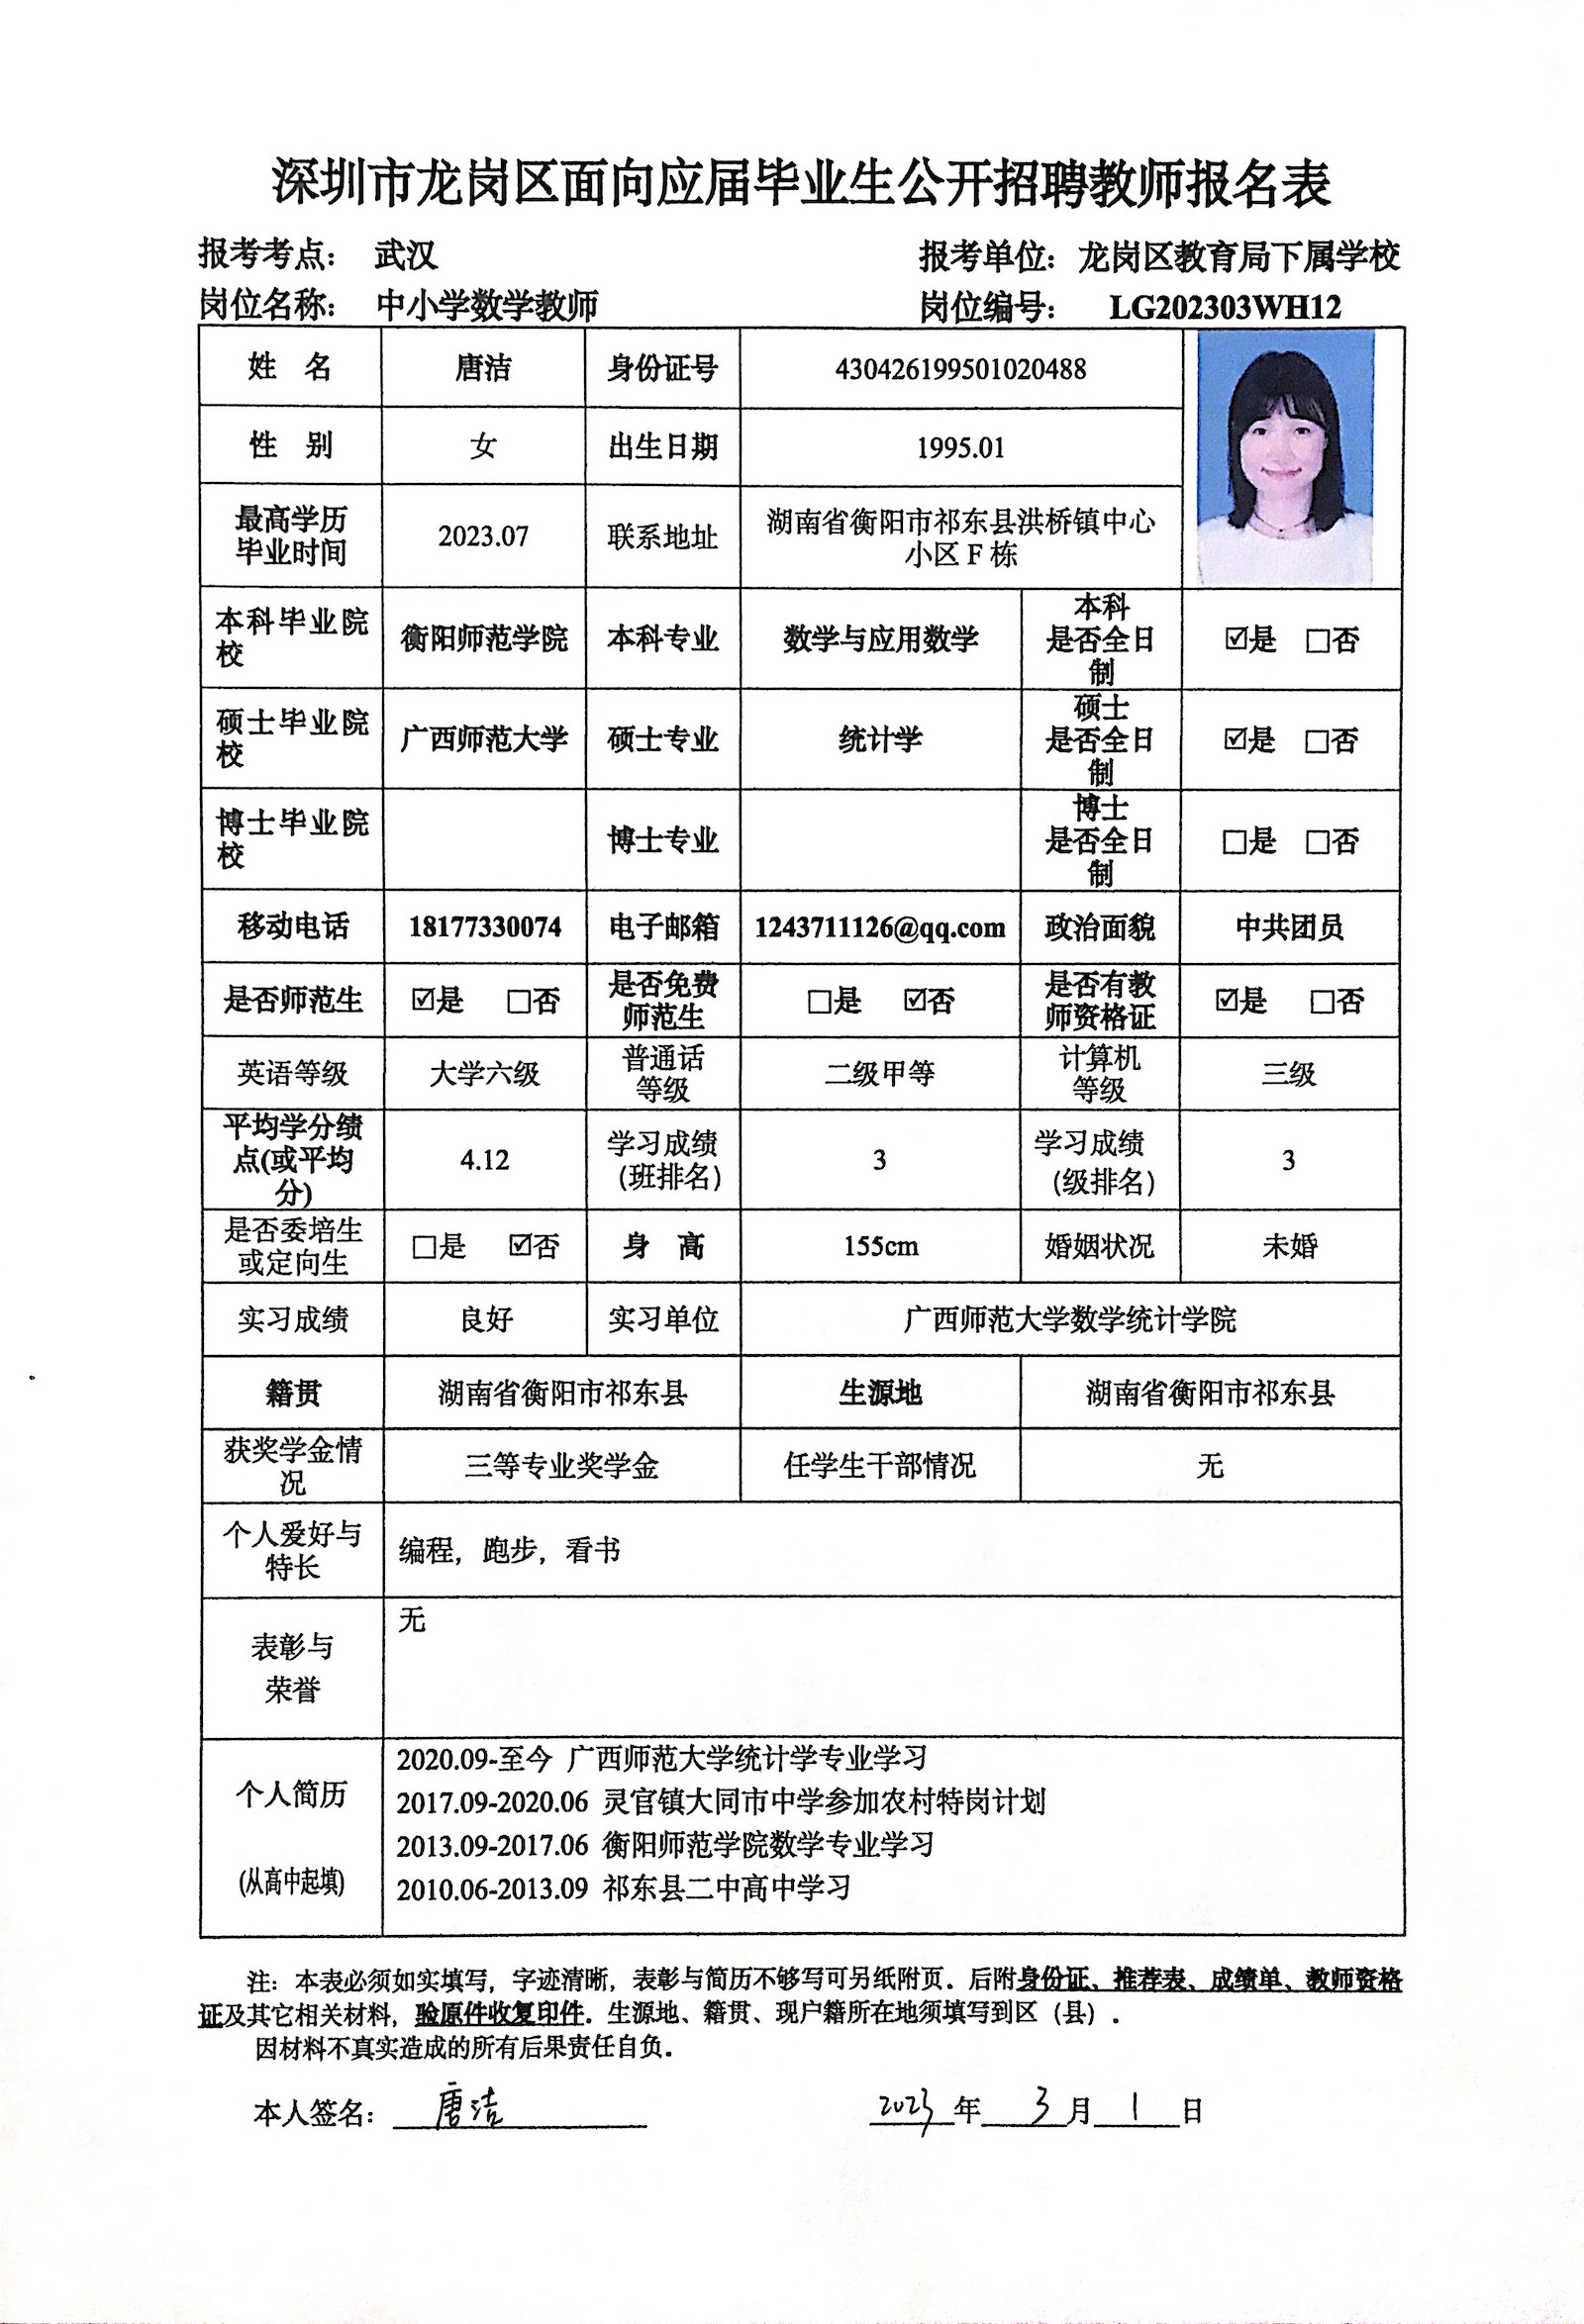 深圳市龙岗区面向应届毕业生公开招聘教师报名表
报考考点： 武汉 报考单位：龙岗区教育局下属学校
岗位名称： 中小学数学教师 岗位编号： LG202303WH12
姓 名 唐洁 身份证号 430426199501020488
性 别 女 出生日期 1995.01
最高学历
毕业时间
2023.07 联系地址
湖南省衡阳市祁东县洪桥镇中心
小区 F 栋
本科毕业院
校
衡阳师范学院 本科专业 数学与应用数学
本科
是否全日
制
☑是 □否
硕士毕业院
校
广西师范大学 硕士专业 统计学
硕士
是否全日
制
☑是 □否
博士毕业院
校
博士专业
博士
是否全日
制
□是 □否
移动电话 18177330074 电子邮箱 1243711126@qq.com 政治面貌 中共团员
是否师范生 ☑是 □否
是否免费
师范生
□是 ☑否
是否有教
师资格证
☑是 □否
英语等级 大学六级
普通话
等级
二级甲等
计算机
等级
三级
平均学分绩
点(或平均
分)
4.12
学习成绩
（班排名）
3
学习成绩
（级排名）
3
是否委培生
或定向生
□是 ☑否 身 高 155cm 婚姻状况 未婚
实习成绩 良好 实习单位 广西师范大学数学统计学院
籍贯 湖南省衡阳市祁东县 生源地 湖南省衡阳市祁东县
获奖学金情
况
三等专业奖学金 任学生干部情况 无
个人爱好与
特长
编程，跑步，看书
表彰与
荣誉
无
个人简历
(从高中起填)
2020.09-至今 广西师范大学统计学专业学习
2017.09-2020.06 灵官镇大同市中学参加农村特岗计划
2013.09-2017.06 衡阳师范学院数学专业学习
2010.06-2013.09 祁东县二中高中学习
注：本表必须如实填写，字迹清晰，表彰与简历不够写可另纸附页。后附身份证、推荐表、成绩单、教师资格
证及其它相关材料，验原件收复印件。生源地、籍贯、现户籍所在地须填写到区（县）.
因材料不真实造成的所有后果责任自负。
本人签名： 唐洁 2023 年 3 月 1 日